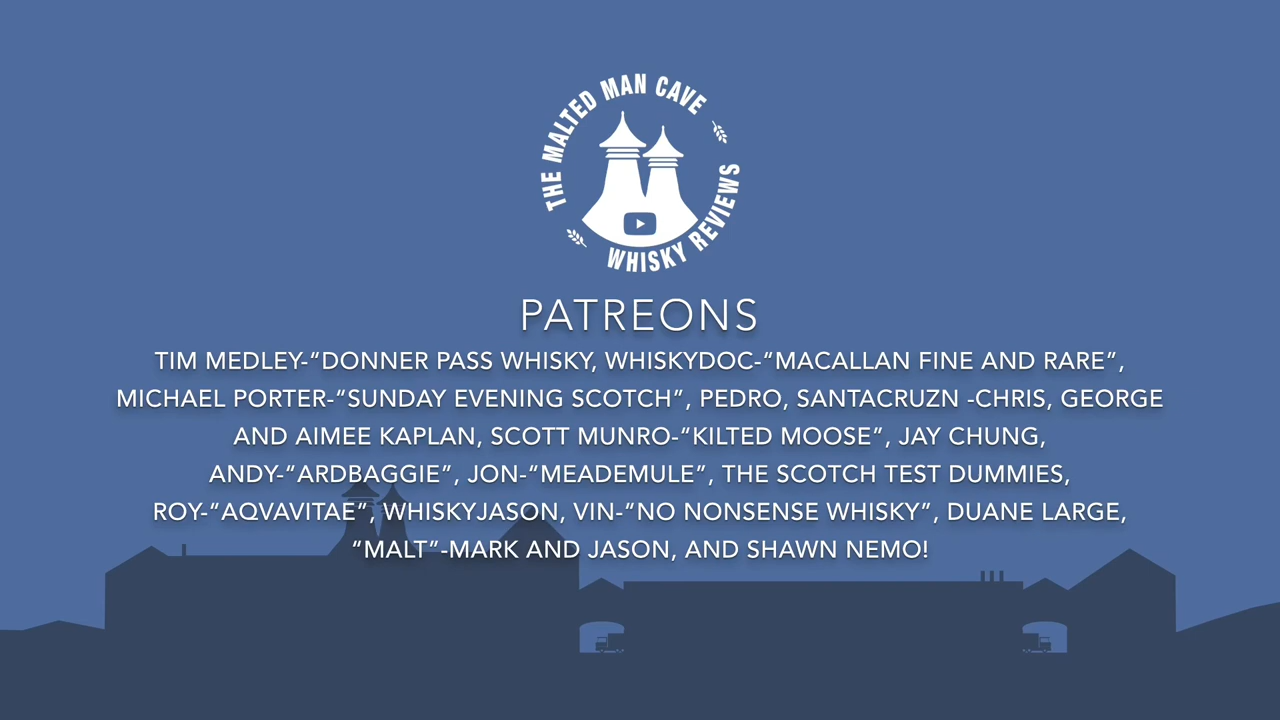 THE MALTED MAN CAVE
WHISKY REVIEWS
PATREONS
TIM MEDLEY-“DONNER PASS WHISKY, WHISKYDOC-“MACALLAN FINE AND RARE”,
MICHAEL PORTER-“SUNDAY EVENING SCOTCH”, PEDRO, SANTACRUZN -CHRIS, GEORGE
AND AIMEE KAPLAN, SCOTT MUNRO-“KILTED MOOSE”, JAY CHUNG,
ANDY-“ARDBAGGIE”, JON-“MEADEMULE”, THE SCOTCH TEST DUMMIES,
ROY-“AQVAVITAE”, WHISKYJASON, VIN-“NO NONSENSE WHISKY”, DUANE LARGE,
“MALT”-MARK AND JASON, AND SHAWN NEMO!